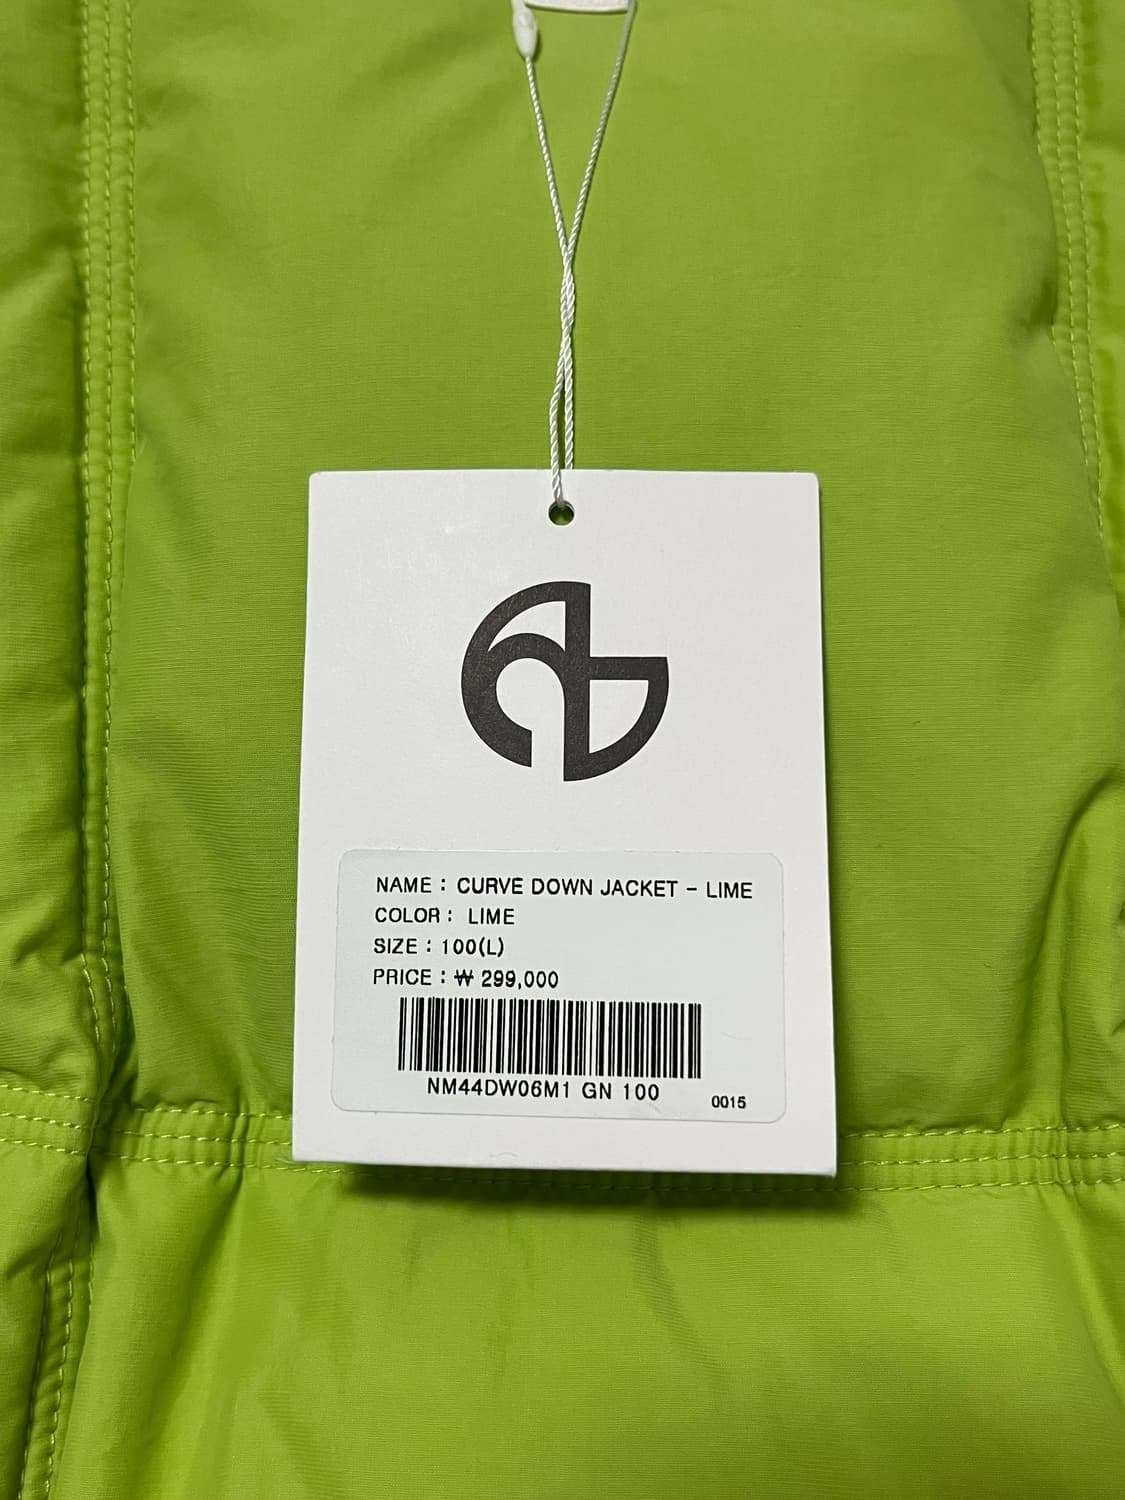 NAME : CURVE DOWN JACKET - LIME
COLOR : LIME
SIZE : 100(L)
PRICE : ₩ 299,000
NM44DW06M1 GN 100
0015